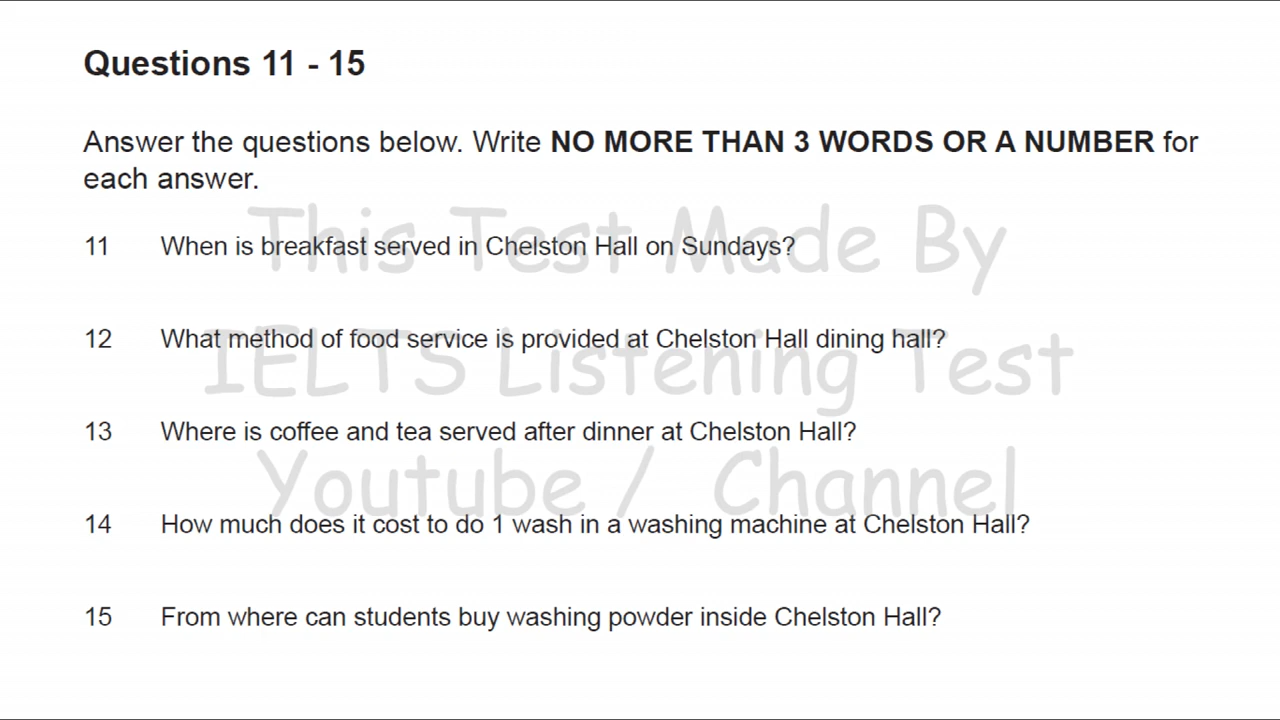 Questions 11 - 15
Answer the questions below. Write NO MORE THAN 3 WORDS OR A NUMBER for
each answer.
This Test Made By
11 When is breakfast served in Chelston Hall on Sundays?
12 What method of food service is provided at Chelston Hall dining hall?
IELTS Listening Test
13 Where is coffee and tea served after dinner at Chelston Hall?
Youtube / Channel
14 How much does it cost to do 1 wash in a washing machine at Chelston Hall?
15 From where can students buy washing powder inside Chelston Hall?